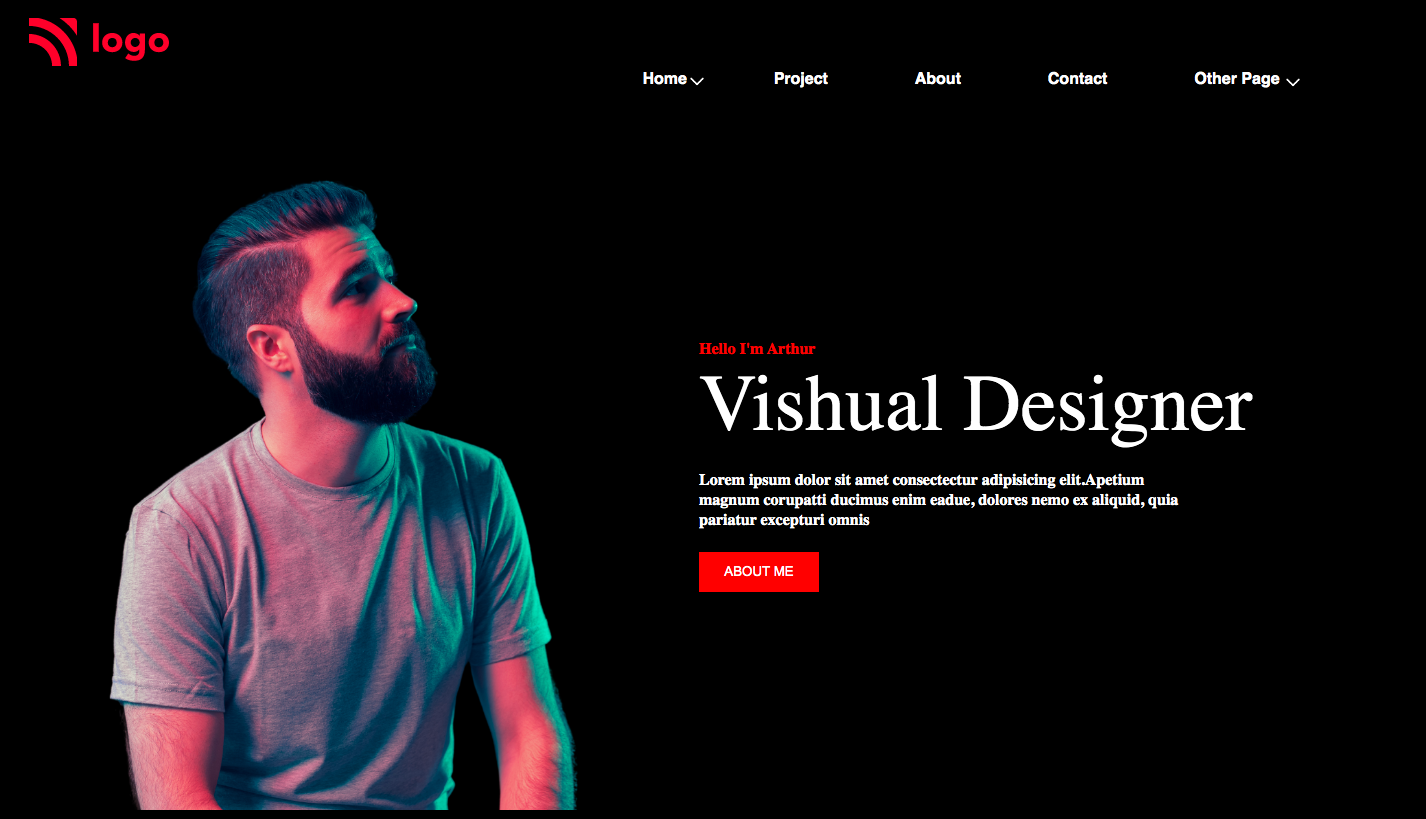 logo
Home
Project
About
Contact
Other Page
Hello I'm Arthur
Vishual Designer
Lorem ipsum dolor sit amet consectectur adipisicing elit.Apetium
magnum corupatti ducimus enim eadue, dolores nemo ex aliquid, quia
pariatur excepturi omnis
ABOUT ME